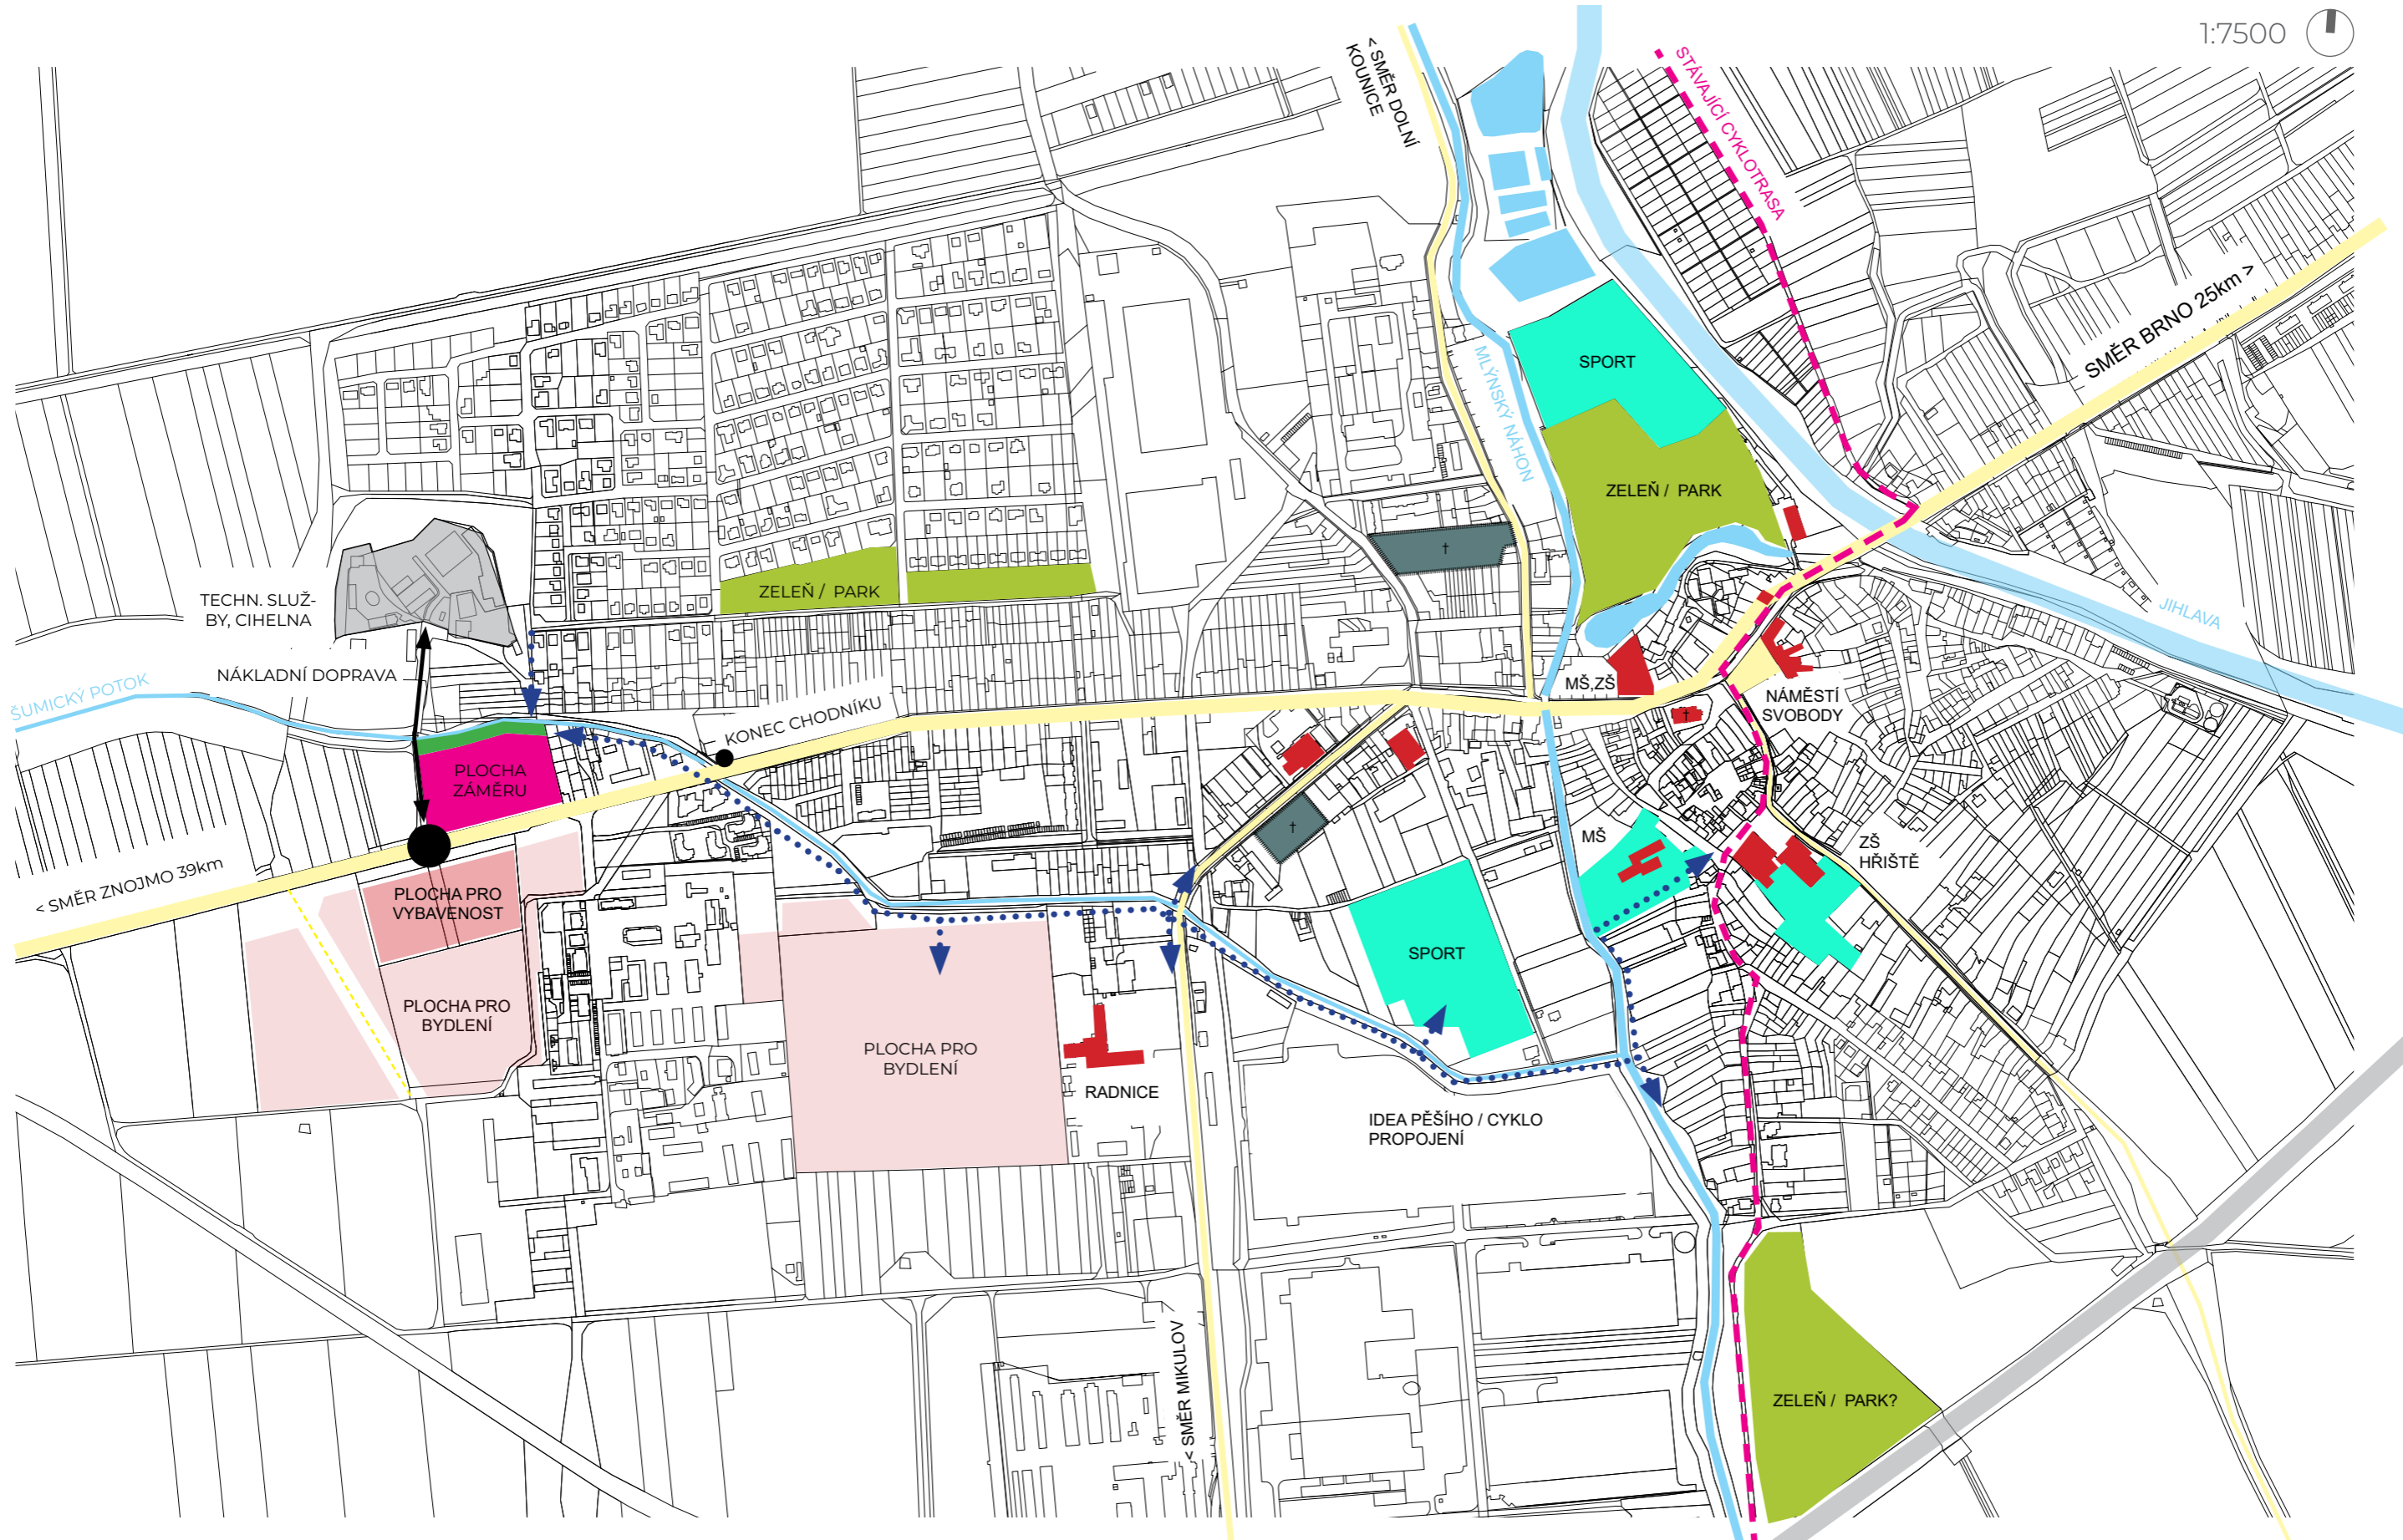 1:7500
< SMĚR DOLNÍ
KOUNICE
STÁVAJÍCÍ CYKLOTRASA
SMĚR BRNO 25km >
MLÝNSKÝ NÁHON
SPORT
ZELEŇ / PARK
JIHLAVA
ZELEŇ / PARK
TECHN. SLUŽ-
BY, CIHELNA
NÁKLADNÍ DOPRAVA
ŠUMICKÝ POTOK
KONEC CHODNÍKU
MŠ,ZŠ
NÁMĚSTÍ
SVOBODY
PLOCHA
ZÁMĚRU
< SMĚR ZNOJMO 39km
PLOCHA PRO
VYBAVENOST
MŠ
ZŠ
HŘIŠTĚ
SPORT
PLOCHA PRO
BYDLENÍ
PLOCHA PRO
BYDLENÍ
RADNICE
IDEA PĚŠÍHO / CYKLO
PROPOJENÍ
< SMĚR MIKULOV
ZELEŇ / PARK?